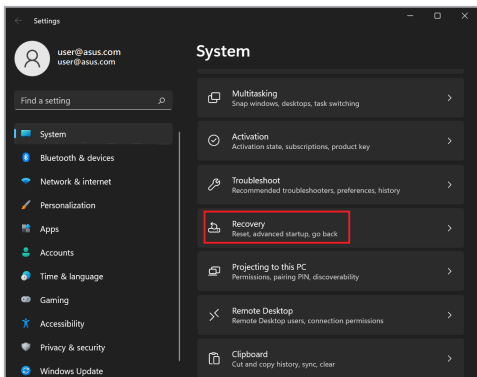 Settings
user@asus.com
user@asus.com
Find a setting
System
Bluetooth & devices
Network & internet
Personalization
Apps
Accounts
Time & language
Gaming
Accessibility
Privacy & security
Windows Update
System
Multitasking
Snap windows, desktops, task switching
Activation
Activation state, subscriptions, product key
Troubleshoot
Recommended troubleshooters, preferences, history
Recovery
Reset, advanced startup, go back
Projecting to this PC
Permissions, pairing PIN, discoverability
Remote Desktop
Remote Desktop users, connection permissions
Clipboard
Cut and copy history, sync, clear